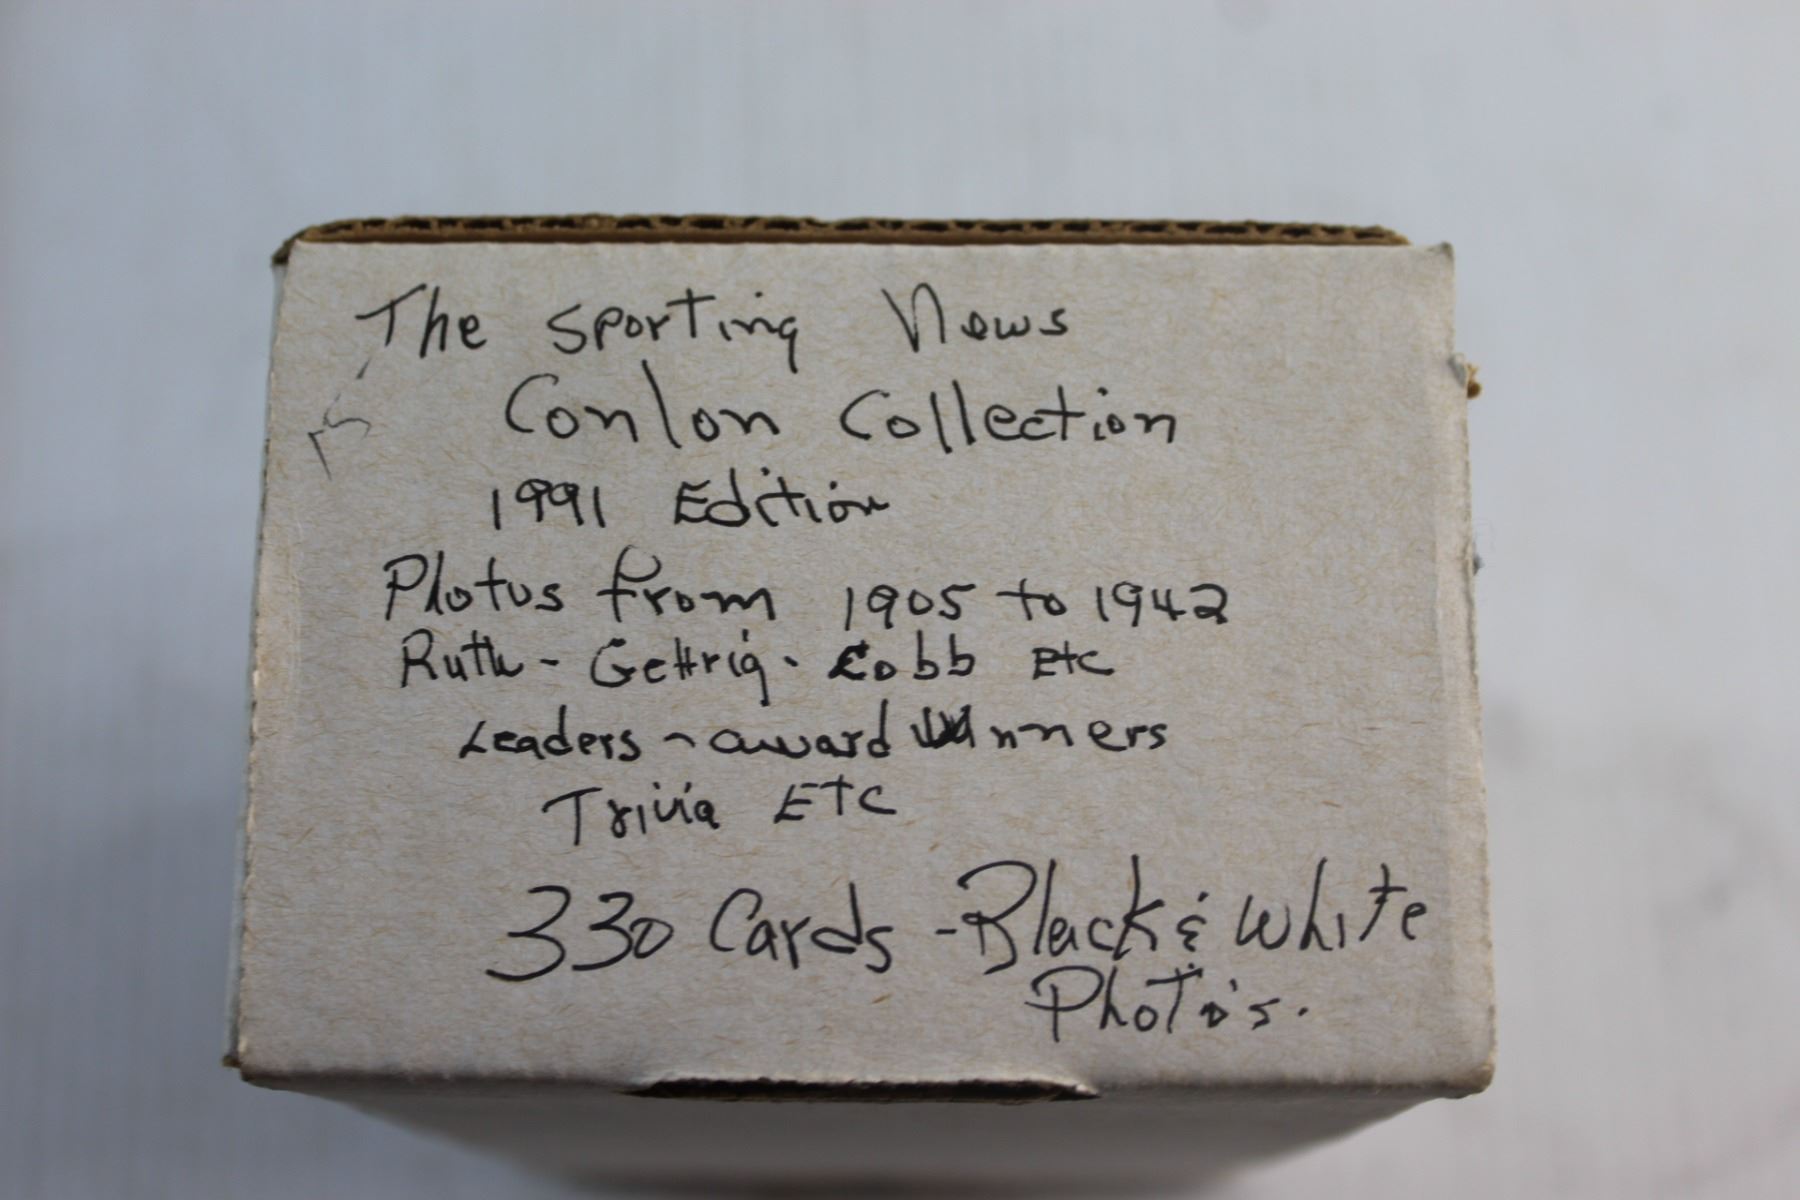 The Sporting News
Conlon Collection
1991 Edition
Photos from 1905 to 1942
Ruth - Gehrig - Cobb Etc
Leaders - award Winners
Trivia ETC
330 Cards - Black & White
Photo's.